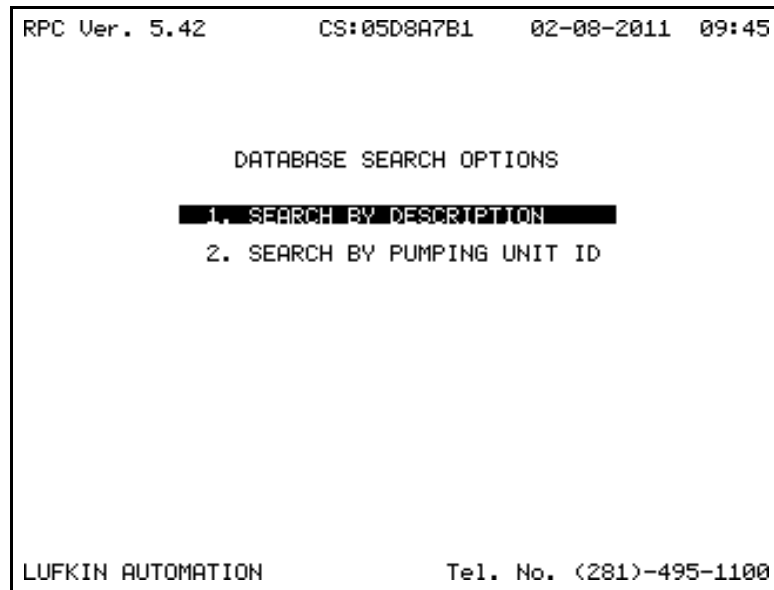 RPC Ver. 5.42 CS:05D8A7B1 02-08-2011 09:45
DATABASE SEARCH OPTIONS
1. SEARCH BY DESCRIPTION
2. SEARCH BY PUMPING UNIT ID
LUFKIN AUTOMATION Tel. No. (281)-495-1100